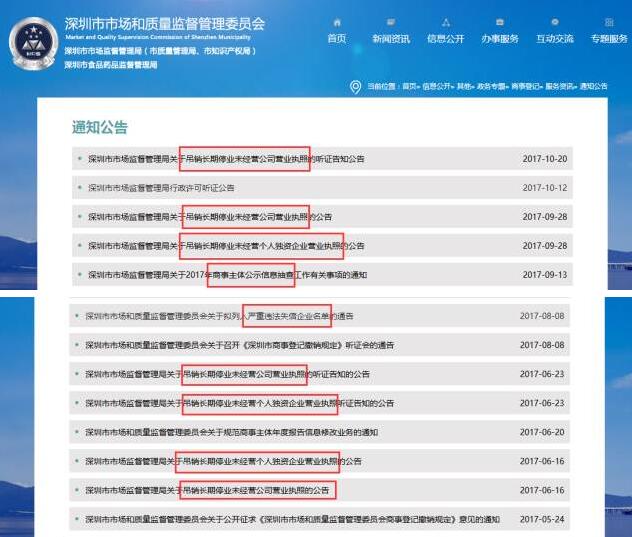 深圳市市场和质量监督管理委员会
Market and Quality Supervision Commission of Shenzhen Municipality
深圳市市场监督管理局（市质量管理局、市知识产权局）
深圳市食品药品监督管理局
首页 新闻资讯 信息公开 办事服务 互动交流 专题服务
当前位置：首页» 信息公开» 其他» 政务专题» 商事登记» 服务资讯» 通知公告
通知公告
深圳市市场监督管理局关于吊销长期停业未经营公司营业执照的听证告知公告 2017-10-20
深圳市市场监督管理局行政许可听证公告 2017-10-12
深圳市市场监督管理局关于吊销长期停业未经营公司营业执照的公告 2017-09-28
深圳市市场监督管理局关于吊销长期停业未经营个人独资企业营业执照的公告 2017-09-28
深圳市市场监督管理局关于2017年商事主体公示信息抽查工作有关事项的通知 2017-09-13
深圳市市场和质量监督管理委员会关于拟列入严重违法失信企业名单的通告 2017-08-08
深圳市市场和质量监督管理委员会关于召开《深圳市商事登记撤销规定》听证会的通告 2017-08-08
深圳市市场监督管理局关于吊销长期停业未经营公司营业执照的听证告知的公告 2017-06-23
深圳市市场监督管理局关于吊销长期停业未经营个人独资企业营业执照听证告知的公告 2017-06-23
深圳市市场和质量监督管理委员会关于规范商事主体年度报告信息修改业务的通知 2017-06-20
深圳市市场监督管理局关于吊销长期停业未经营个人独资企业营业执照的公告 2017-06-16
深圳市市场监督管理局关于吊销长期停业未经营公司营业执照的公告 2017-06-16
深圳市市场和质量监督管理委员会关于公开征求《深圳市市场和质量监督管理委员会商事登记撤销规定》意见的通知 2017-05-24